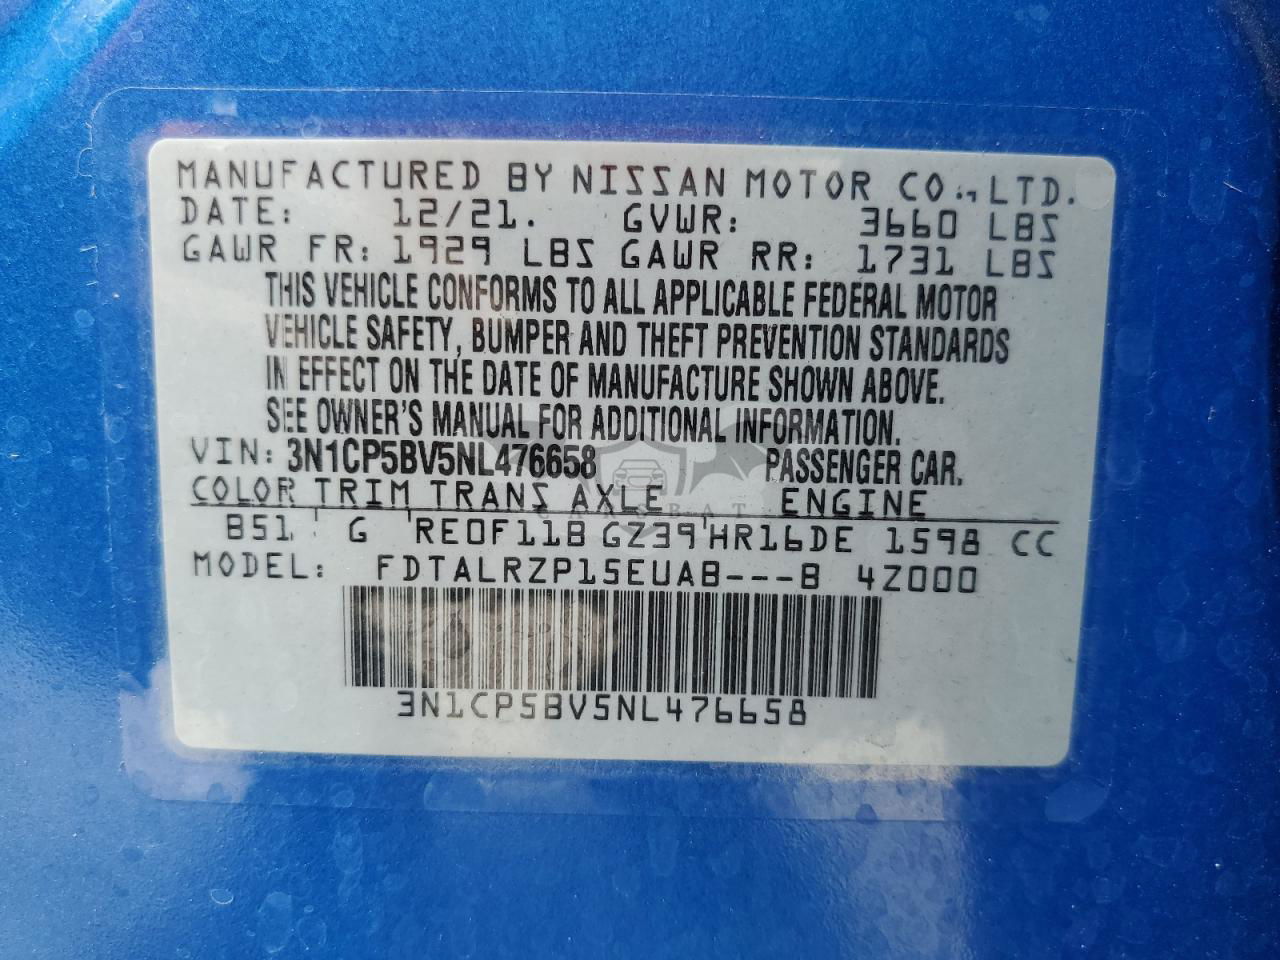 MANUFACTURED BY NISSAN MOTOR CO., LTD.
DATE: 12/21. GVWR: 3660 LBS
GAWR FR: 1929 LBS GAWR RR: 1731 LBS
THIS VEHICLE CONFORMS TO ALL APPLICABLE FEDERAL MOTOR
VEHICLE SAFETY, BUMPER AND THEFT PREVENTION STANDARDS
IN EFFECT ON THE DATE OF MANUFACTURE SHOWN ABOVE.
SEE OWNER'S MANUAL FOR ADDITIONAL INFORMATION.
VIN: 3N1CP5BV5NL476658 PASSENGER CAR.
COLOR TRIM TRANS AXLE ENGINE
B51 G RE0F11B GZ39 HR16DE 1598 CC
MODEL: FDTALRZP15EUAB---B 4Z000
3N1CP5BV5NL476658